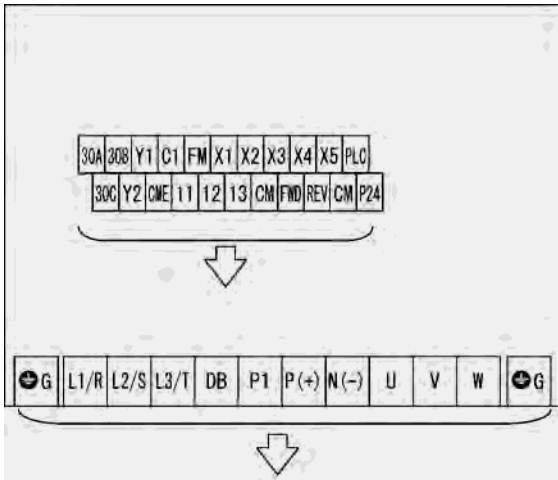 30A 30B Y1 C1 FM X1 X2 X3 X4 X5 PLC
30C Y2 CME 11 12 13 CM FWD REV CM P24
G L1/R L2/S L3/T DB P1 P(+) N(-) U V W G